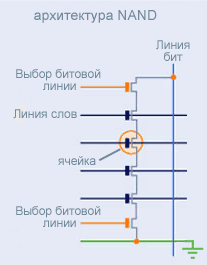 архитектура NAND
Линия
бит
Выбор битовой
линии
Линия слов
ячейка
Выбор битовой
линии